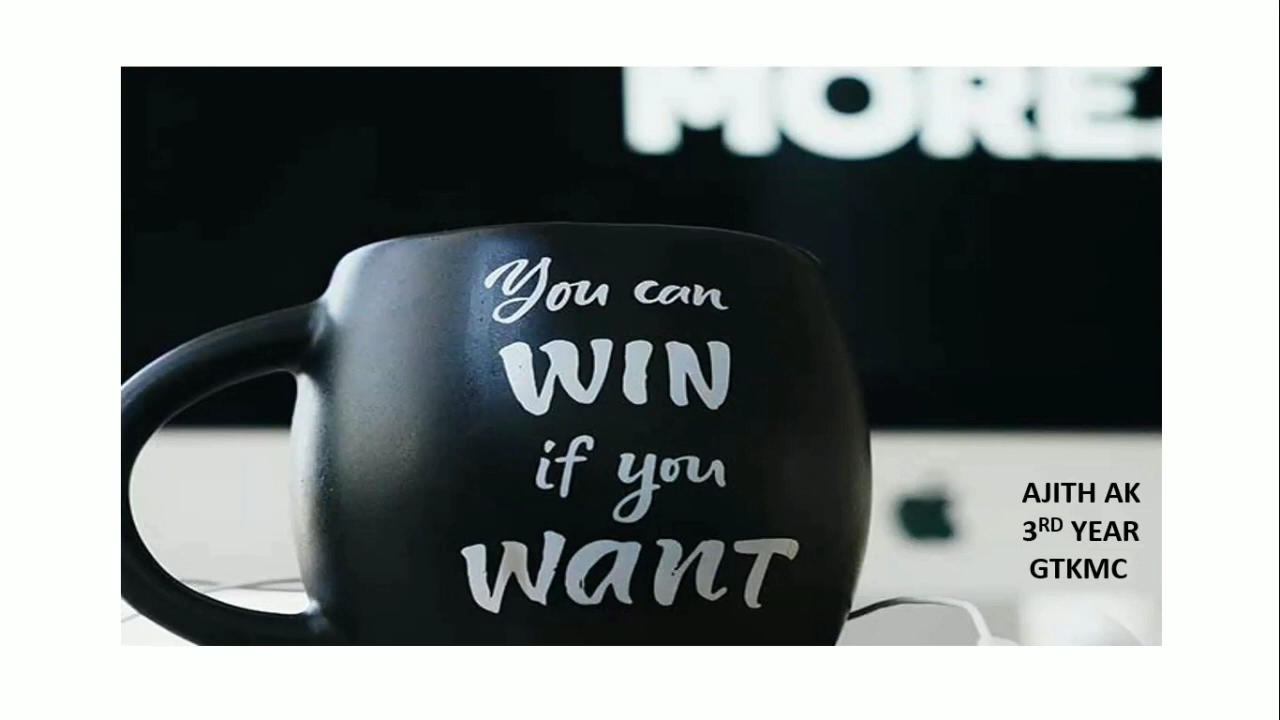 MORE
You can
WIN
if you
WANT
AJITH AK
3RD YEAR
GTKMC